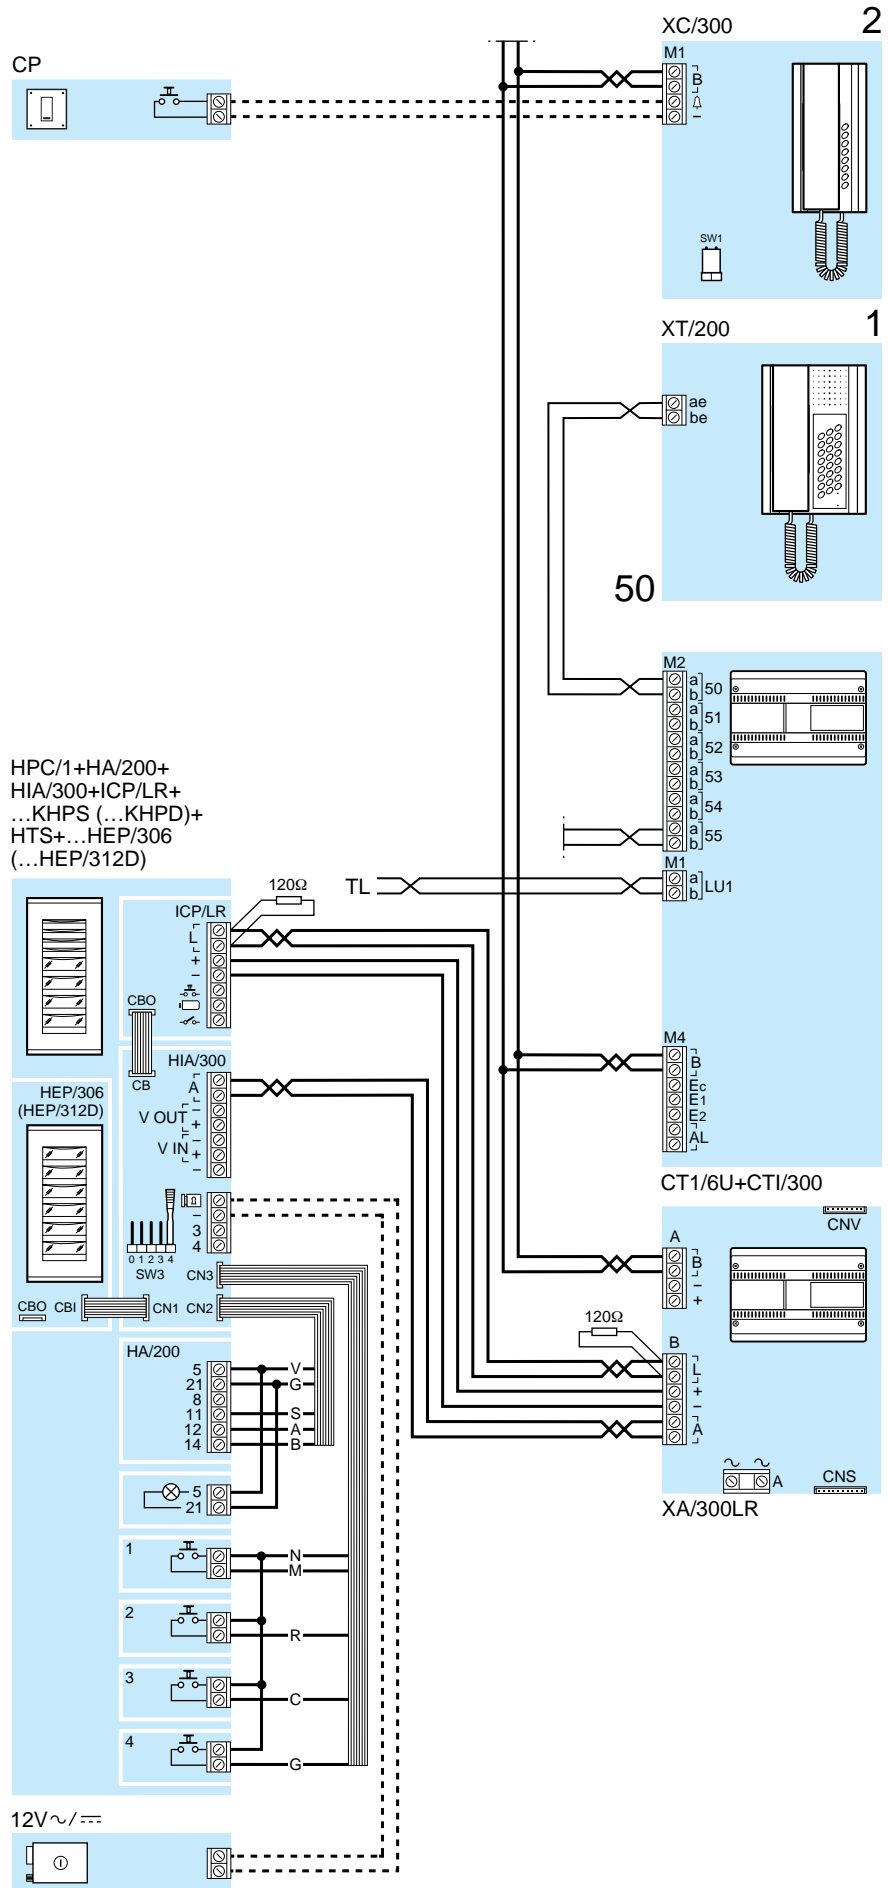 XC/300
2
CP
M1
B
–
SW1
XT/200
1
ae
be
50
M2
a
b
50
a
b
51
a
b
52
a
b
53
a
b
54
a
b
55
M1
a
b
LU1
TL
HPC/1+HA/200+
HIA/300+ICP/LR+
…KHPS (…KHPD)+
HTS+…HEP/306
(…HEP/312D)
120Ω
ICP/LR
L
+
–
CBO
CB
HIA/300
A
–
V OUT
+
–
V IN
+
–
HEP/306
(HEP/312D)
–
3
4
0 1 2 3 4
SW3
CN3
CBO
CBI
CN1
CN2
M4
B
Ec
E1
E2
AL
CT1/6U+CTI/300
CNV
A
B
–
+
120Ω
B
L
+
–
A
A
CNS
XA/300LR
HA/200
5
V
21
G
8
11
S
12
A
14
B
5
21
1
N
M
2
R
3
C
4
G
12V ~/⎓